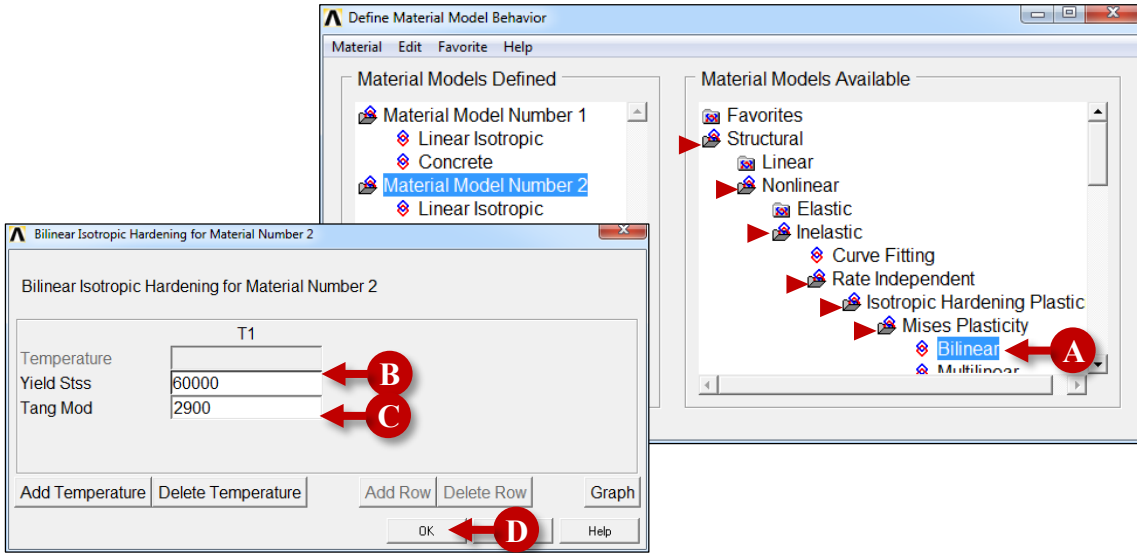 Define Material Model Behavior
Material Edit Favorite Help
Material Models Defined
Material Model Number 1
Linear Isotropic
Concrete
Material Model Number 2
Linear Isotropic
Material Models Available
Favorites
Structural
Linear
Nonlinear
Elastic
Inelastic
Curve Fitting
Rate Independent
Isotropic Hardening Plastic
Mises Plasticity
Bilinear
A
Multilinear
Bilinear Isotropic Hardening for Material Number 2
Bilinear Isotropic Hardening for Material Number 2
T1
Temperature
Yield Stss 60000
B
Tang Mod 2900
C
Add Temperature Delete Temperature Add Row Delete Row Graph
OK D Help